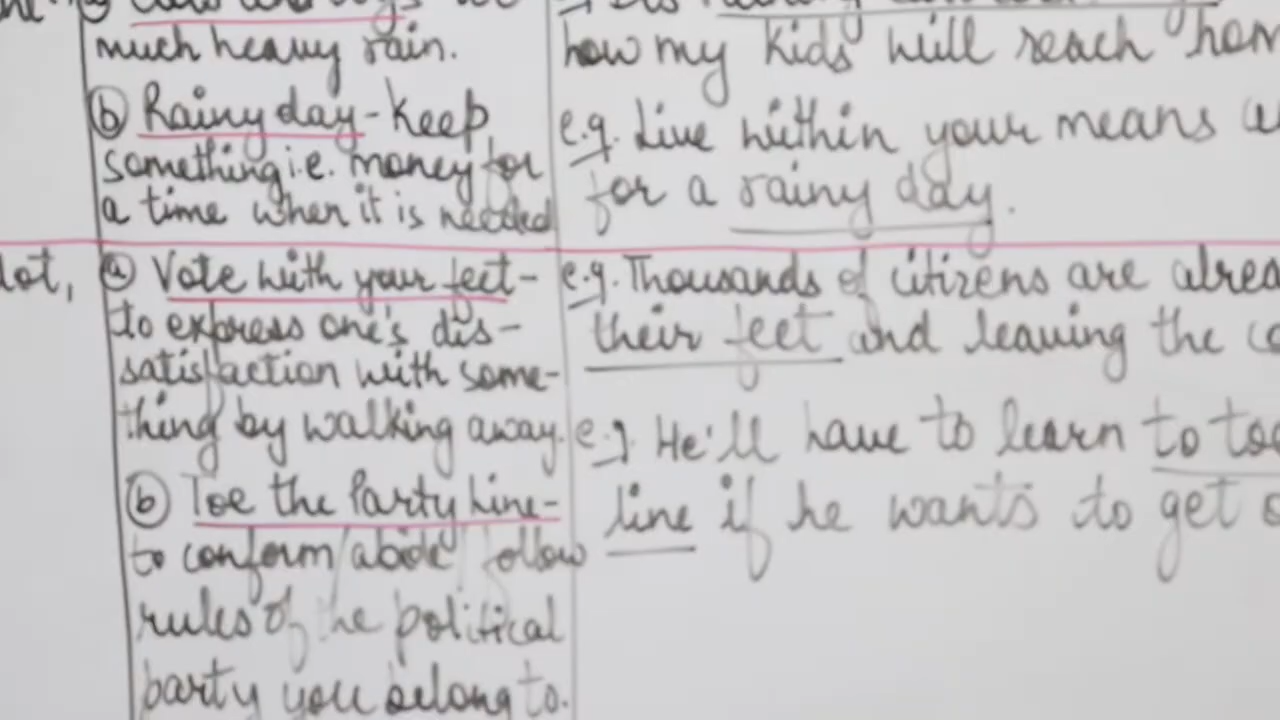 much heavy rain.
how my kids will reach
ⓑ Rainy day - Keep
something i.e. money for
a time when it is needed
e.g. Live within your means
for a rainy day.
lot,
ⓐ Vote with your feet -
to express one's dis-
satisfaction with some-
thing by walking away.
e.g. Thousands of citizens are
their feet and leaving the
ⓑ Toe the Party Line -
to conform/abide/follow
rules of the political
party you belong to.
e.g. He'll have to learn to
line if he wants to get